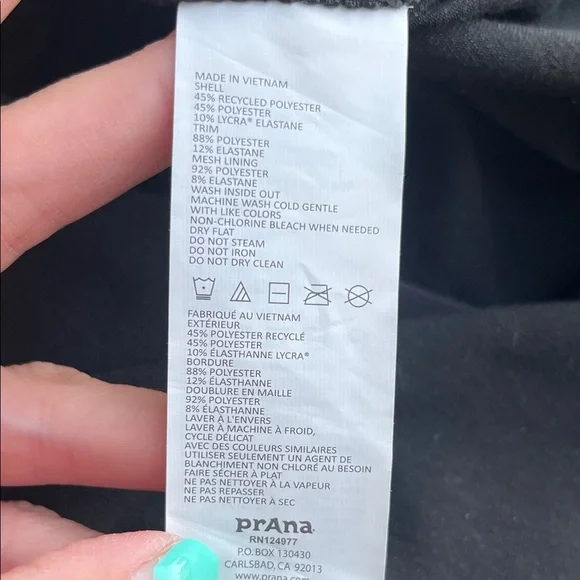 MADE IN VIETNAM
SHELL
45% RECYCLED POLYESTER
45% POLYESTER
10% LYCRA® ELASTANE
TRIM
88% POLYESTER
12% ELASTANE
MESH LINING
92% POLYESTER
8% ELASTANE
WASH INSIDE OUT
MACHINE WASH COLD GENTLE
WITH LIKE COLORS
NON-CHLORINE BLEACH WHEN NEEDED
DRY FLAT
DO NOT STEAM
DO NOT IRON
DO NOT DRY CLEAN
FABRIQUÉ AU VIETNAM
EXTÉRIEUR
45% POLYESTER RECYCLÉ
45% POLYESTER
10% ÉLASTHANNE LYCRA®
BORDURE
88% POLYESTER
12% ÉLASTHANNE
DOUBLURE EN MAILLE
92% POLYESTER
8% ÉLASTHANNE
LAVER À L'ENVERS
LAVER À MACHINE À FROID,
CYCLE DÉLICAT
AVEC DES COULEURS SIMILAIRES
UTILISER SEULEMENT UN AGENT DE
BLANCHIMENT NON CHLORÉ AU BESOIN
FAIRE SÉCHER À PLAT
NE PAS NETTOYER À LA VAPEUR
NE PAS REPASSER
NE PAS NETTOYER À SEC
prAna
RN124977
P.O. BOX 130430
CARLSBAD, CA 92013
www.prana.com